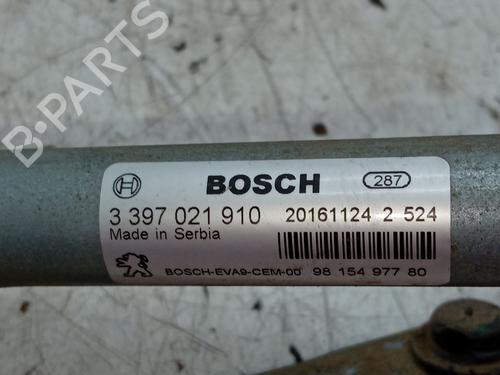 B-PARTS
BOSCH 287
3 397 021 910 20161124 2 524
Made in Serbia
BOSCH-EVA9-CEM-00 98 154 977 80